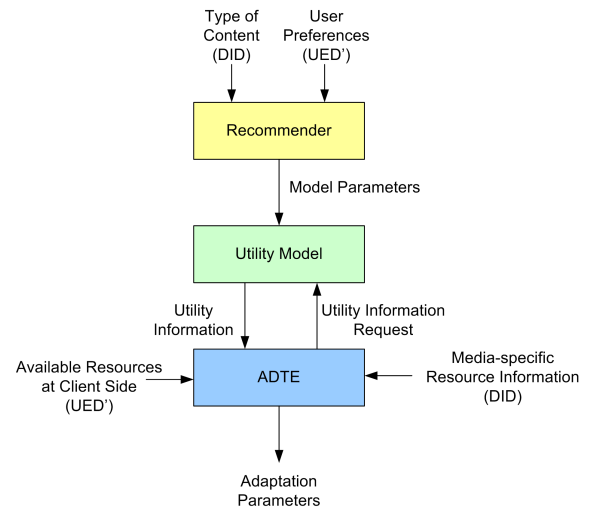 Type of
Content
(DID)
User
Preferences
(UED’)
Recommender
Model Parameters
Utility Model
Utility
Information
Utility Information
Request
Available Resources
at Client Side
(UED’)
ADTE
Media-specific
Resource Information
(DID)
Adaptation
Parameters